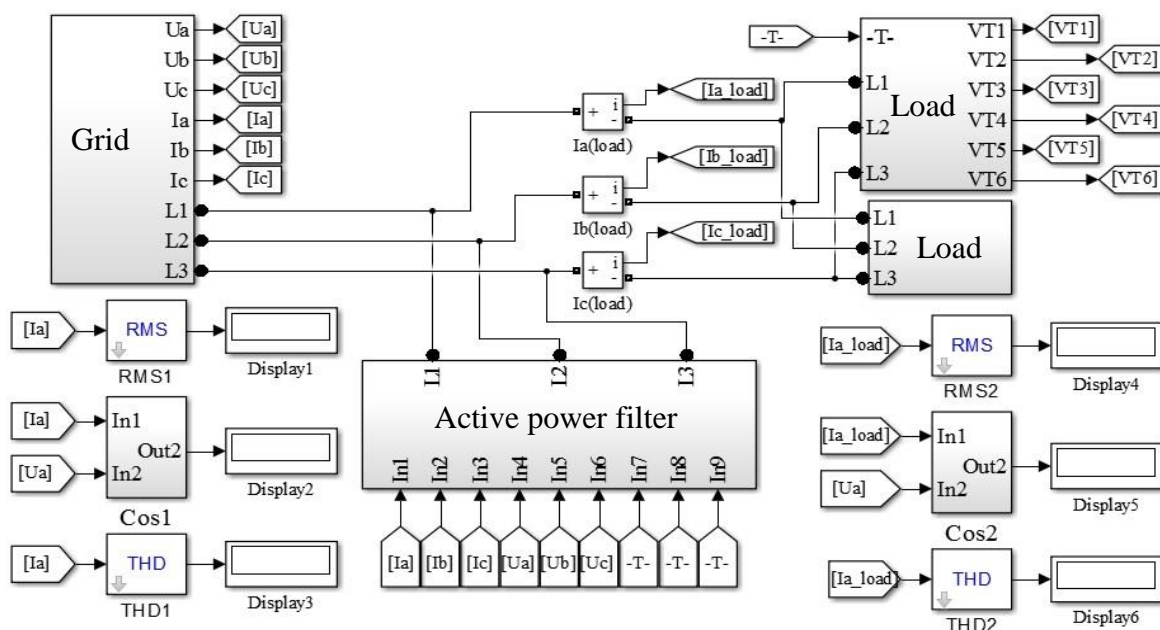 Grid
Ua [Ua]
Ub [Ub]
Uc [Uc]
Ia [Ia]
Ib [Ib]
Ic [Ic]
L1
L2
L3
+ i -
Ia(load)
[Ia_load]
+ i -
Ib(load)
[Ib_load]
+ i -
Ic(load)
[Ic_load]
-T-
-T-
L1
L2
L3
Load
VT1 [VT1]
VT2 [VT2]
VT3 [VT3]
VT4 [VT4]
VT5 [VT5]
VT6 [VT6]
L1
L2
L3
Load
[Ia] RMS
RMS1
Display1
[Ia] In1
[Ua] In2
Out2
Cos1
Display2
[Ia] THD
THD1
Display3
L1 L2 L3
Active power filter
In1 In2 In3 In4 In5 In6 In7 In8 In9
[Ia] [Ib] [Ic] [Ua] [Ub] [Uc] -T- -T- -T-
[Ia_load] RMS
RMS2
Display4
[Ia_load] In1
[Ua] In2
Out2
Cos2
Display5
[Ia_load] THD
THD2
Display6